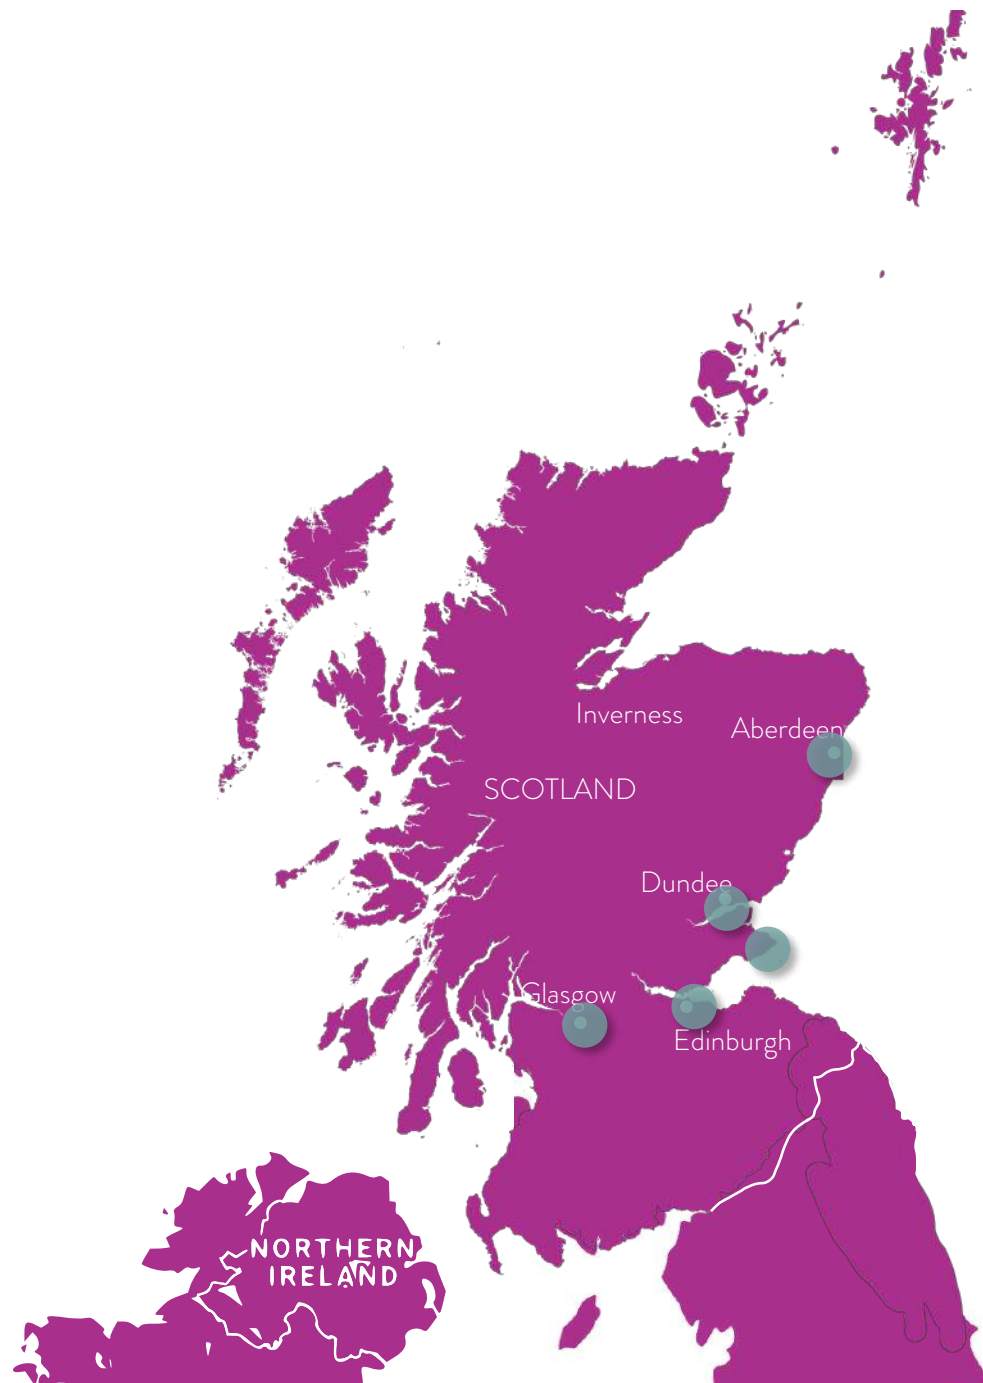 Inverness
Aberdeen
SCOTLAND
Dundee
Glasgow
Edinburgh
NORTHERN
IRELAND